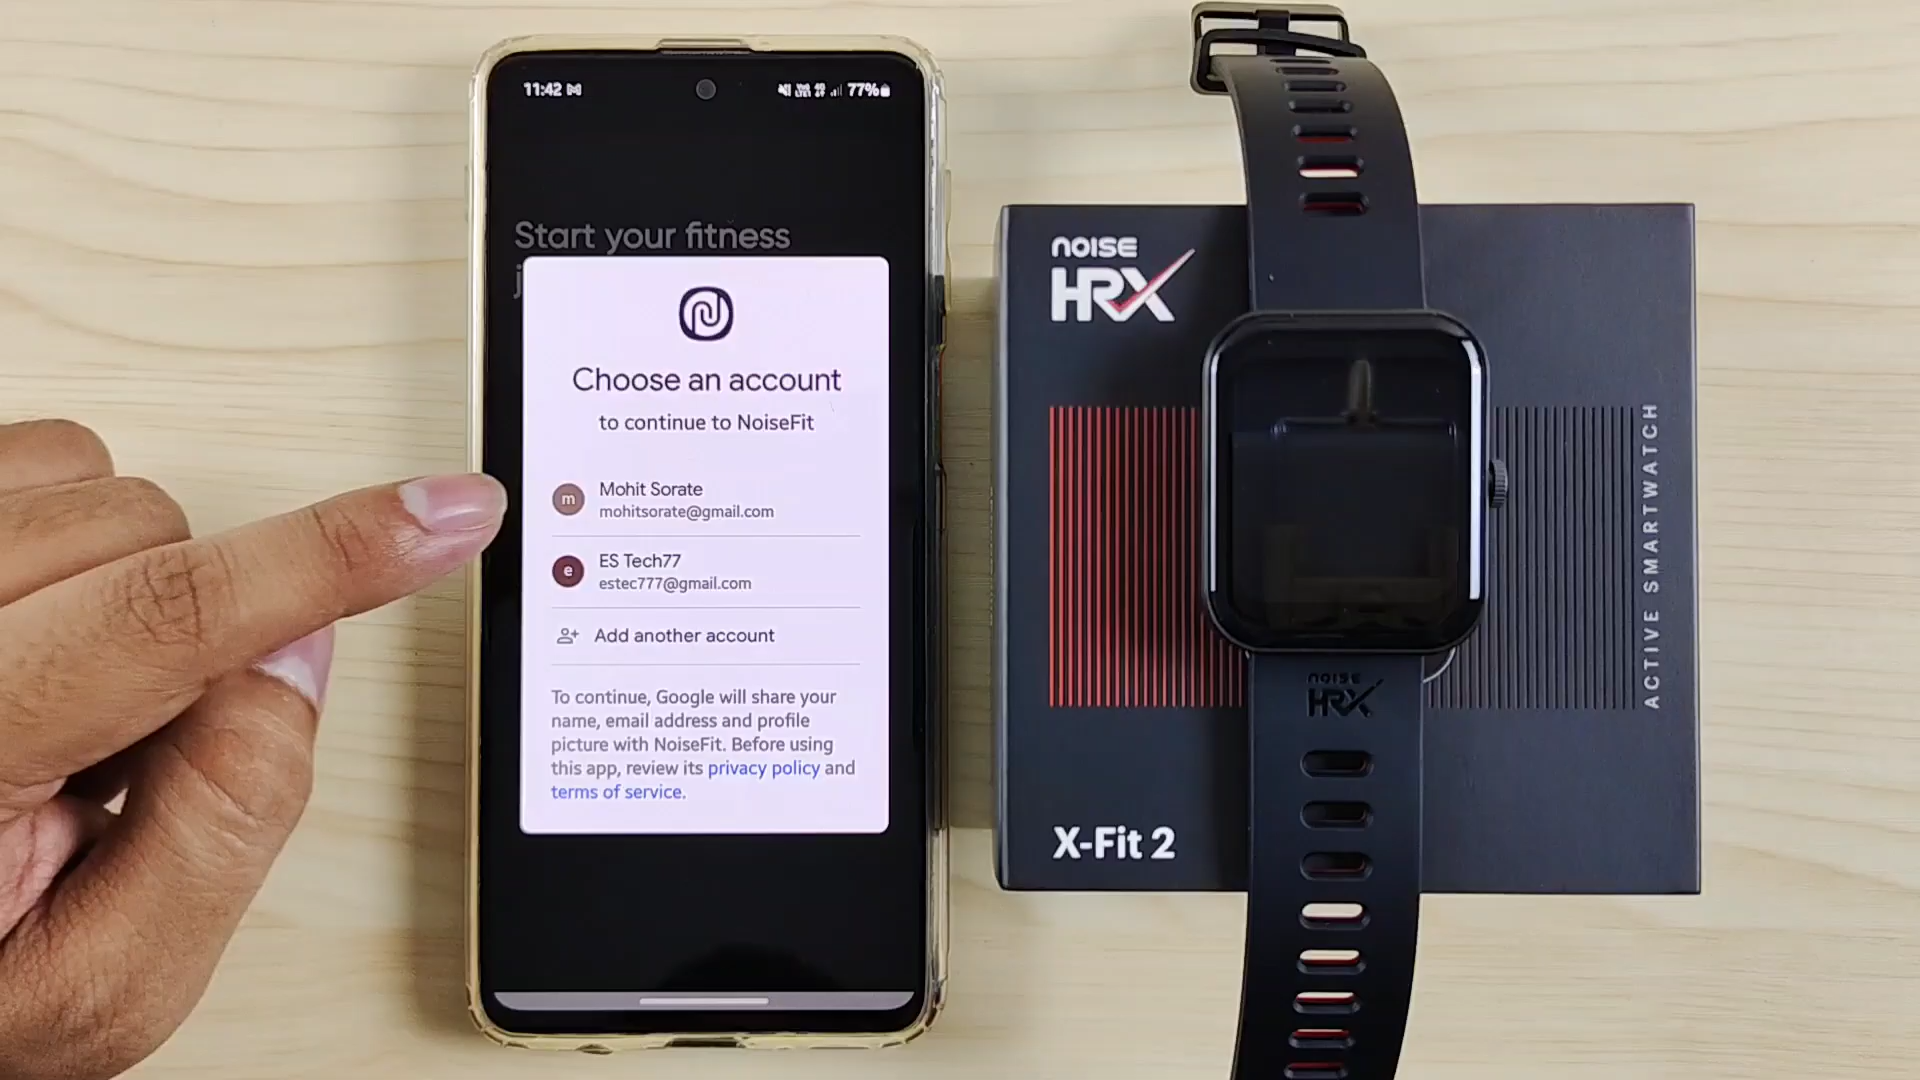 11:42
77%
Start your fitness
j
Choose an account
to continue to NoiseFit
m
Mohit Sorate
mohitsorate@gmail.com
e
ES Tech77
estec777@gmail.com
Add another account
To continue, Google will share your
name, email address and profile
picture with NoiseFit. Before using
this app, review its privacy policy and
terms of service.
NOISE
HRX
ACTIVE SMARTWATCH
X-Fit 2
NOISE
HRX